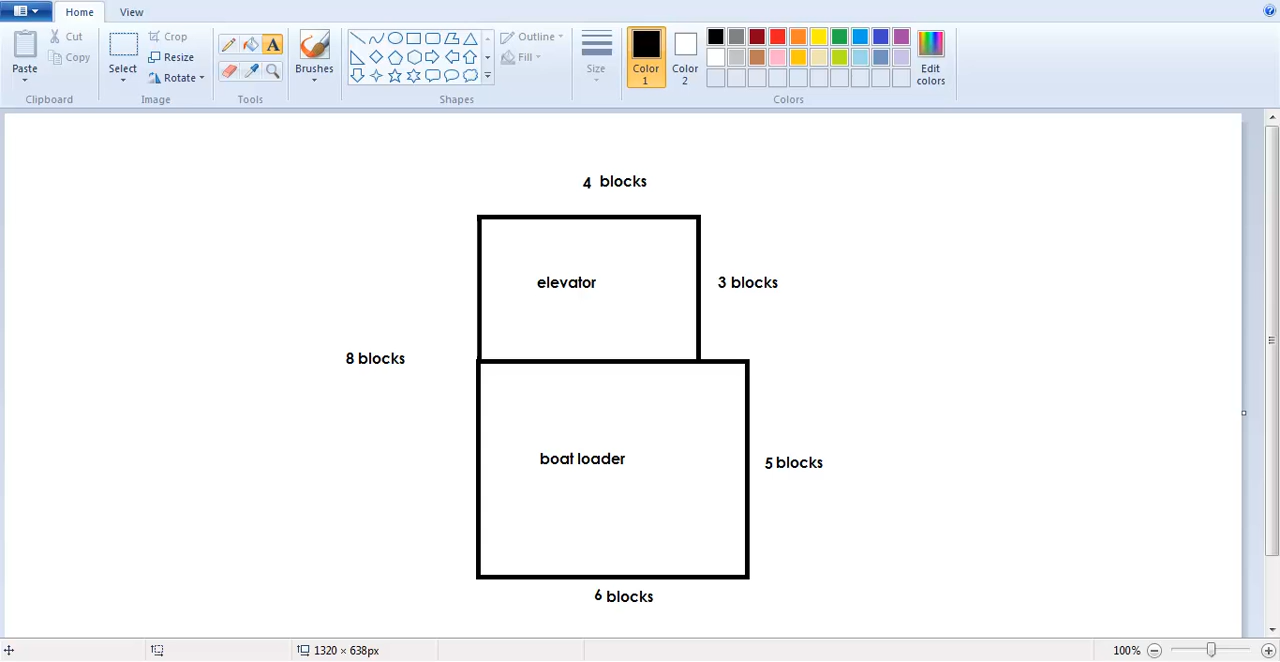 Home
View
Paste
Cut
Copy
Clipboard
Select
Crop
Resize
Rotate
Image
A
Tools
Brushes
Outline
Fill
Shapes
Size
Color 1
Color 2
Edit colors
Colors
4 blocks
elevator
3 blocks
8 blocks
boat loader
5 blocks
6 blocks
1320 × 638px
100%